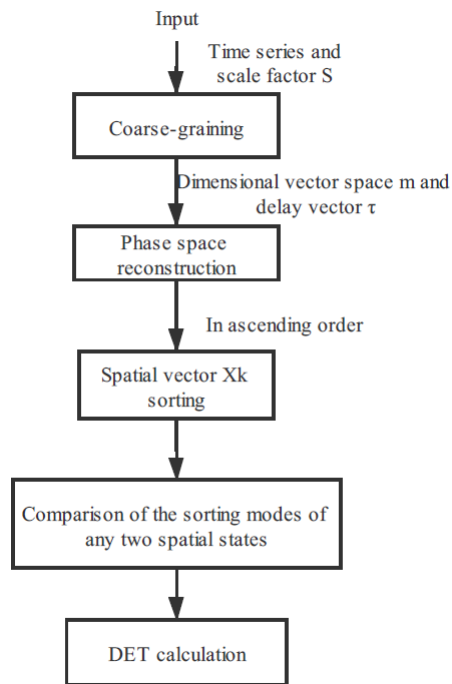 Input
Time series and
scale factor S
Coarse-graining
Dimensional vector space m and
delay vector τ
Phase space
reconstruction
In ascending order
Spatial vector Xk
sorting
Comparison of the sorting modes of
any two spatial states
DET calculation